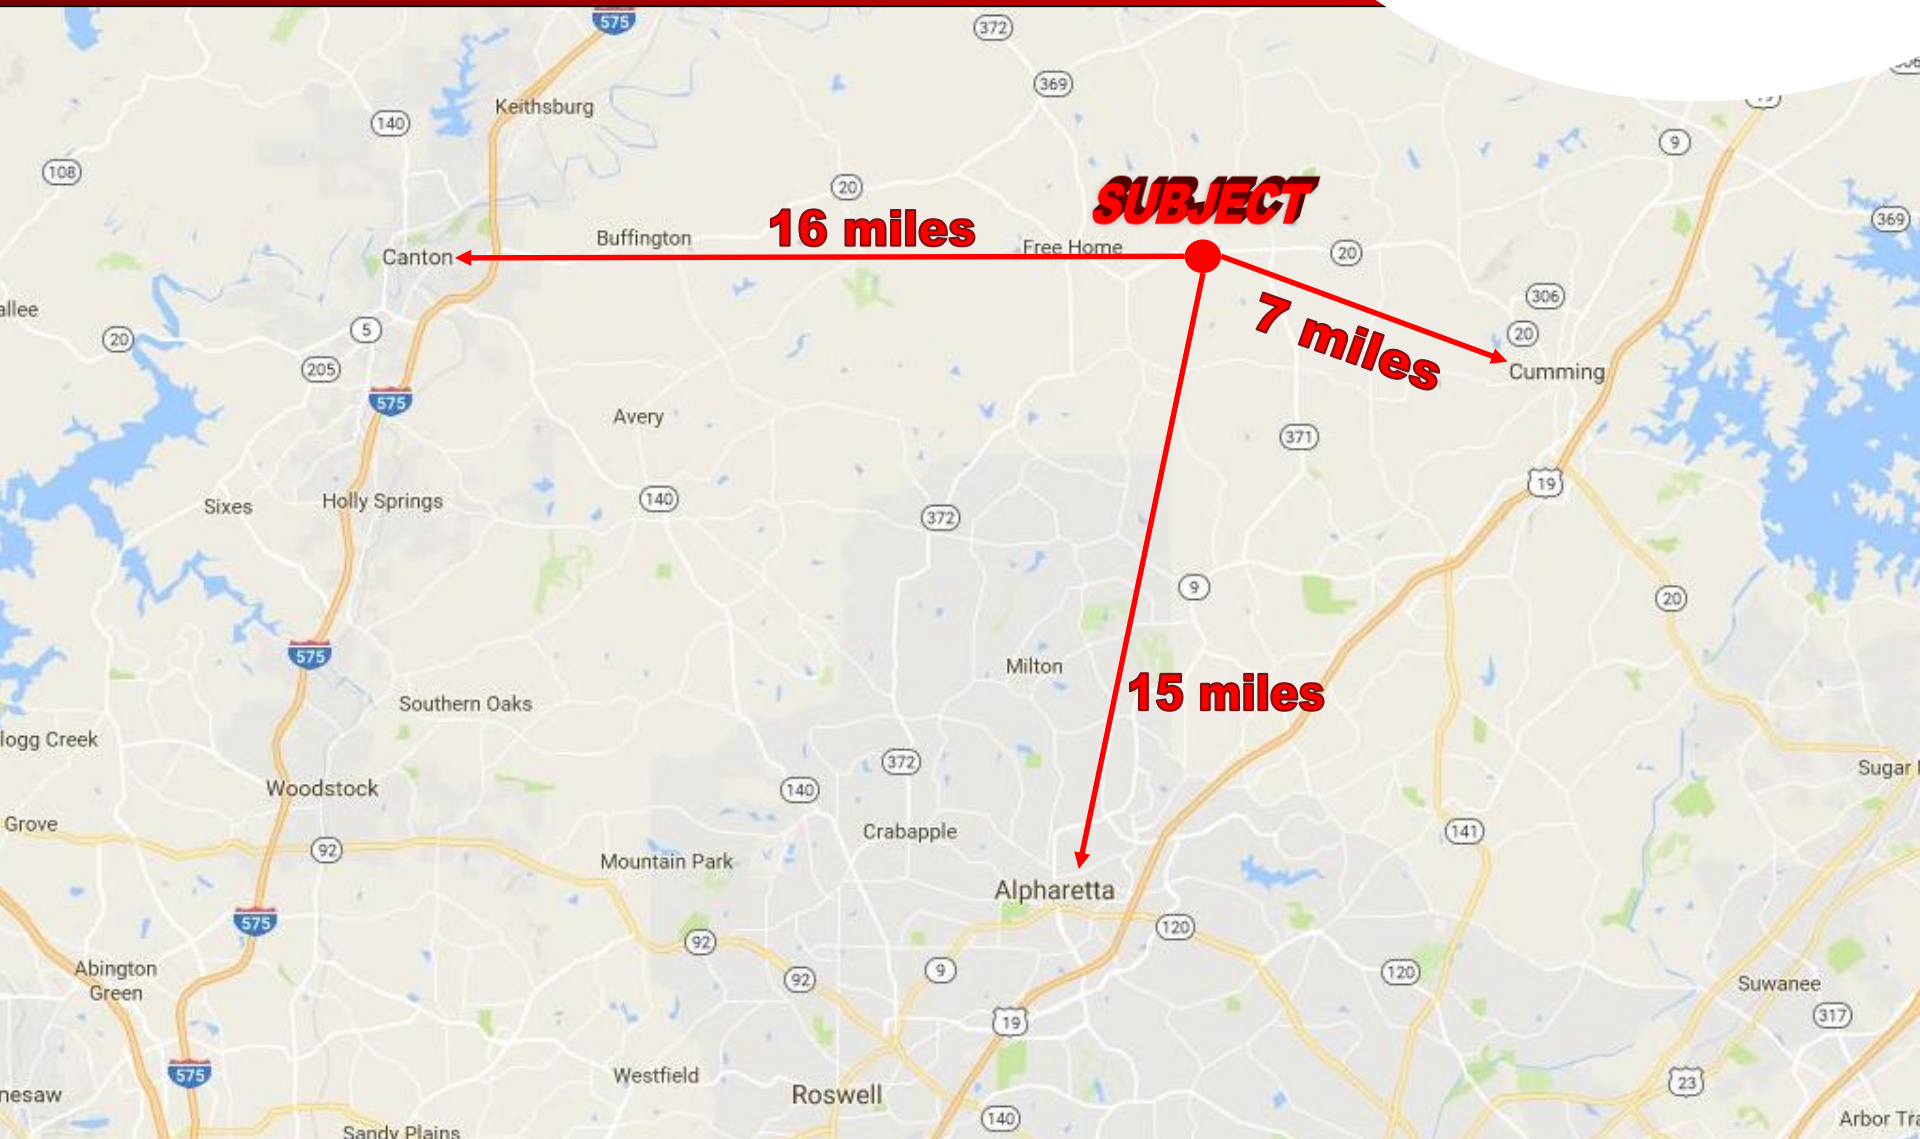 575
372
369
Keithsburg
140
9
108
20
SUBJECT
369
16 miles
Buffington
Free Home
20
Canton
306
7 miles
allee
20
5
20
205
Cumming
575
Avery
371
19
Sixes
Holly Springs
140
372
9
20
575
Milton
15 miles
Southern Oaks
logg Creek
372
Sugar
Woodstock
140
Grove
Crabapple
141
92
Mountain Park
Alpharetta
575
120
92
Abington
Green
92
9
120
Suwanee
19
317
575
Westfield
nesaw
Roswell
23
140
Arbor Tra
Sandy Plains